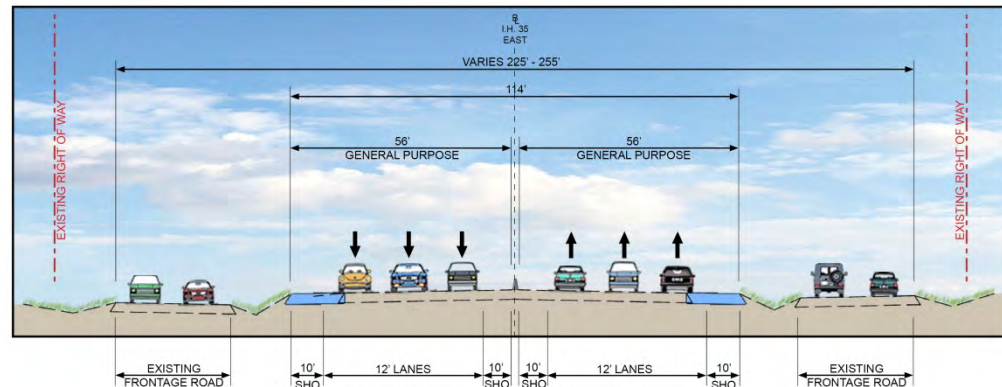 B
L
I.H. 35
EAST
VARIES 225' - 255'
114'
56'
GENERAL PURPOSE
56'
GENERAL PURPOSE
EXISTING RIGHT OF WAY
EXISTING RIGHT OF WAY
EXISTING
FRONTAGE ROAD
10'
SHO
12' LANES
10'
SHO
10'
SHO
12' LANES
10'
SHO
EXISTING
FRONTAGE ROAD